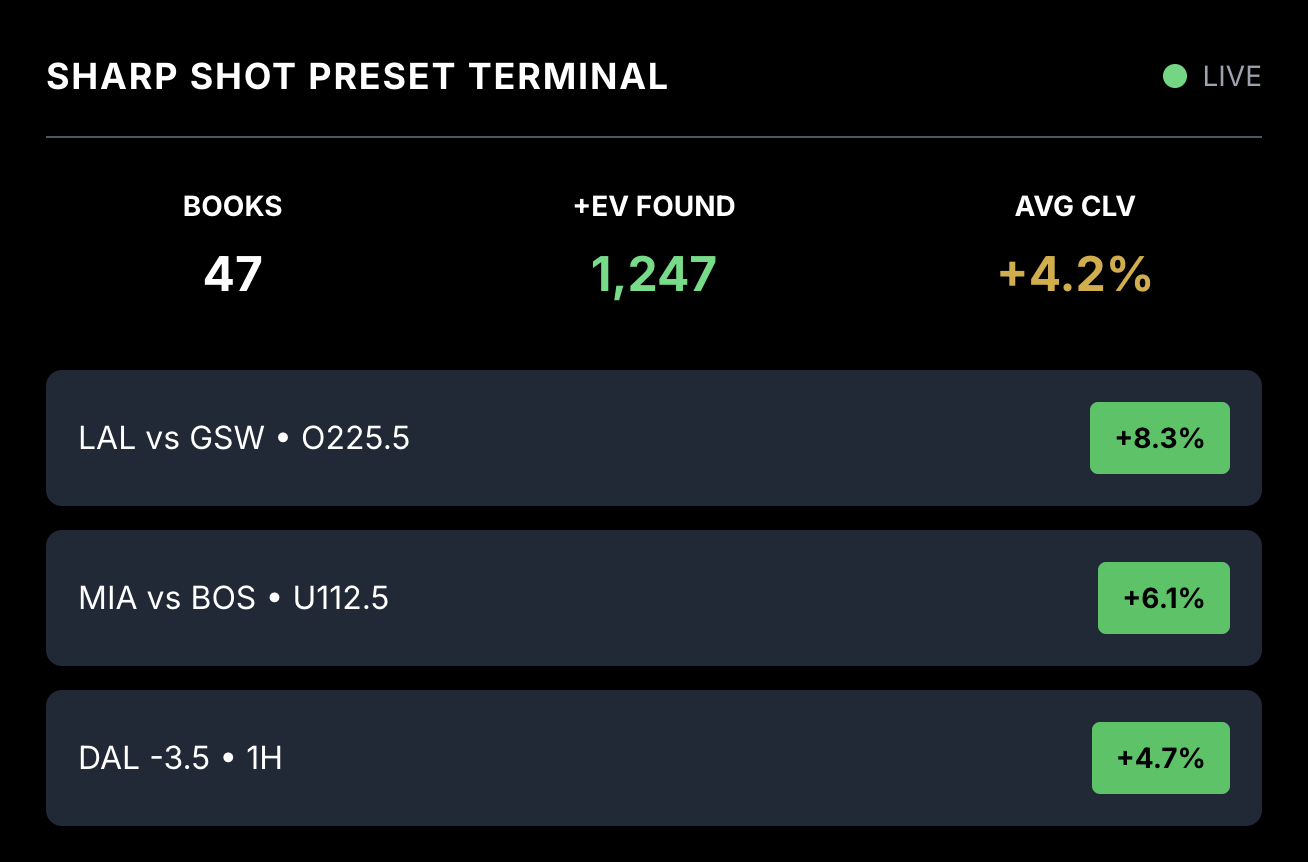 SHARP SHOT PRESET TERMINAL
LIVE
BOOKS
+EV FOUND
AVG CLV
47
1,247
+4.2%
LAL vs GSW • O225.5
+8.3%
MIA vs BOS • U112.5
+6.1%
DAL -3.5 • 1H
+4.7%